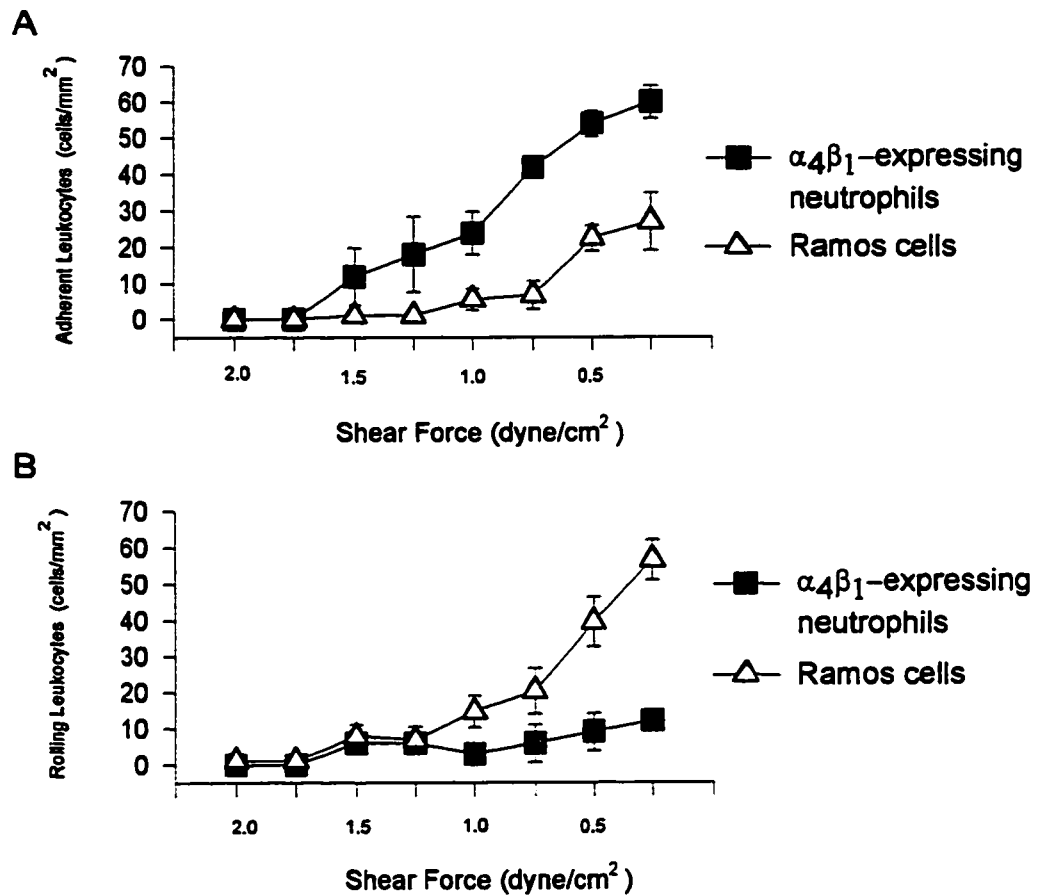 A
Adherent Leukocytes (cells/mm²)
70
60
50
40
30
20
10
0
2.0
1.5
1.0
0.5
Shear Force (dyne/cm²)
α₄β₁-expressing
neutrophils
Ramos cells
B
Rolling Leukocytes (cells/mm²)
70
60
50
40
30
20
10
0
2.0
1.5
1.0
0.5
Shear Force (dyne/cm²)
α₄β₁-expressing
neutrophils
Ramos cells